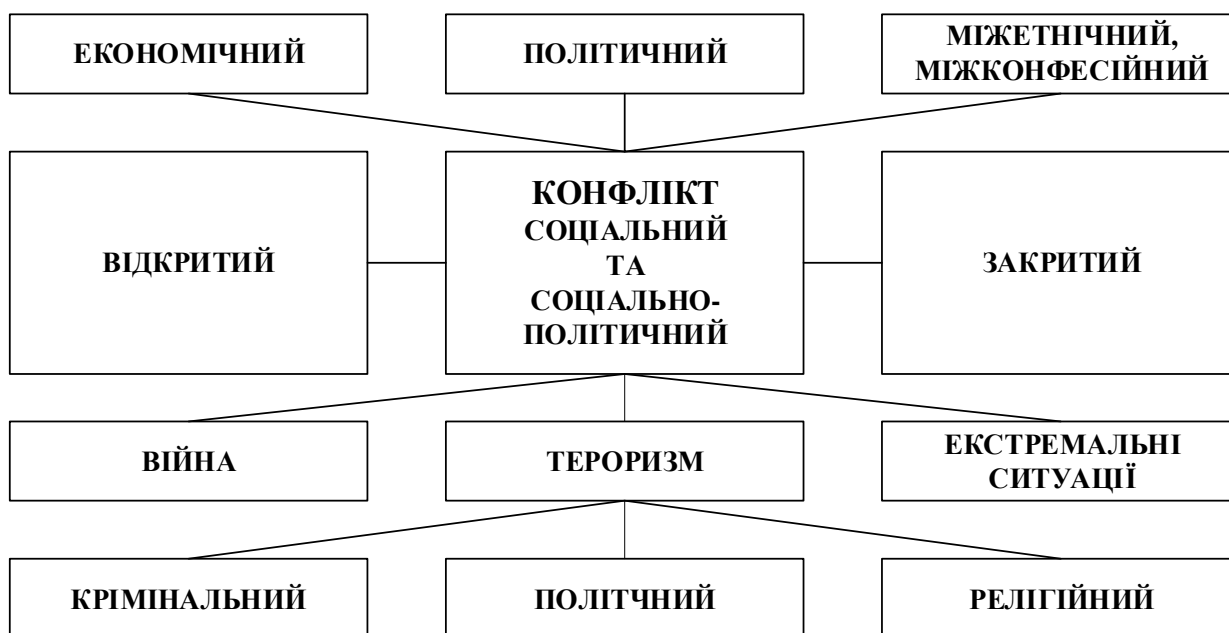 ЕКОНОМІЧНИЙ
ПОЛІТИЧНИЙ
МІЖЕТНІЧНИЙ,
МІЖКОНФЕСІЙНИЙ
ВІДКРИТИЙ
КОНФЛІКТ
СОЦІАЛЬНИЙ
ТА
СОЦІАЛЬНО-
ПОЛІТИЧНИЙ
ЗАКРИТИЙ
ВІЙНА
ТЕРОРИЗМ
ЕКСТРЕМАЛЬНІ
СИТУАЦІЇ
КРІМІНАЛЬНИЙ
ПОЛІТЧНИЙ
РЕЛІГІЙНИЙ